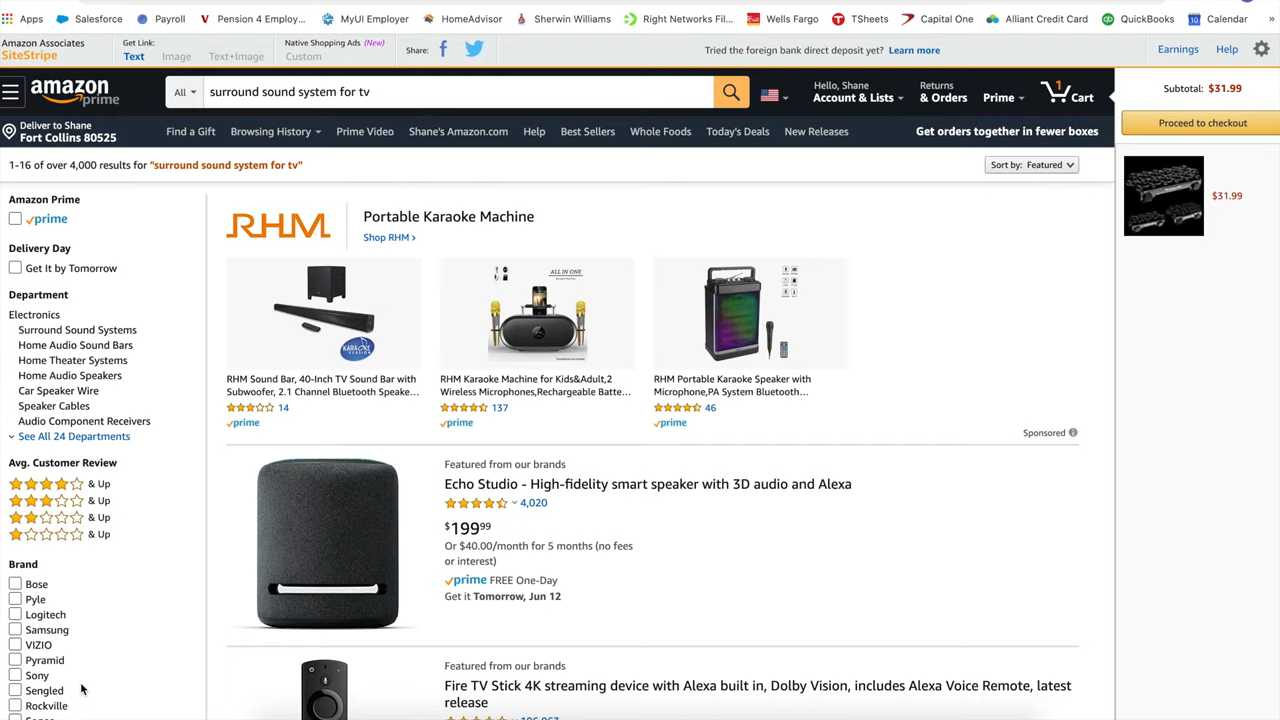 Apps Salesforce Payroll Pension 4 Employ... MyUI Employer HomeAdvisor Sherwin Williams Right Networks Fil... Wells Fargo TSheets Capital One Alliant Credit Card QuickBooks Calendar »
Amazon Associates
SiteStripe
Get Link:
Text Image Text+Image
Native Shopping Ads (New)
Custom
Share:
Tried the foreign bank direct deposit yet? Learn more
Earnings Help
amazon
prime
All
surround sound system for tv
Hello, Shane
Account & Lists
Returns
& Orders
Prime
1
Cart
Subtotal: $31.99
Proceed to checkout
$31.99
Deliver to Shane
Fort Collins 80525
Find a Gift Browsing History Prime Video Shane's Amazon.com Help Best Sellers Whole Foods Today's Deals New Releases
Get orders together in fewer boxes
1-16 of over 4,000 results for "surround sound system for tv"
Sort by: Featured
Amazon Prime
prime
Delivery Day
Get It by Tomorrow
Department
Electronics
Surround Sound Systems
Home Audio Sound Bars
Home Theater Systems
Home Audio Speakers
Car Speaker Wire
Speaker Cables
Audio Component Receivers
See All 24 Departments
Avg. Customer Review
& Up
& Up
& Up
& Up
Brand
Bose
Pyle
Logitech
Samsung
VIZIO
Pyramid
Sony
Sengled
Rockville
RHM
Portable Karaoke Machine
Shop RHM ›
KARAOKE
VERSION
RHM Sound Bar, 40-Inch TV Sound Bar with
Subwoofer, 2.1 Channel Bluetooth Speake...
14
prime
ALL IN ONE
RHM Karaoke Machine for Kids&Adult,2
Wireless Microphones,Rechargeable Batte...
137
prime
RHM Portable Karaoke Speaker with
Microphone,PA System Bluetooth...
46
prime
Sponsored
Featured from our brands
Echo Studio - High-fidelity smart speaker with 3D audio and Alexa
4,020
$199.99
Or $40.00/month for 5 months (no fees
or interest)
prime FREE One-Day
Get it Tomorrow, Jun 12
Featured from our brands
Fire TV Stick 4K streaming device with Alexa built in, Dolby Vision, includes Alexa Voice Remote, latest
release